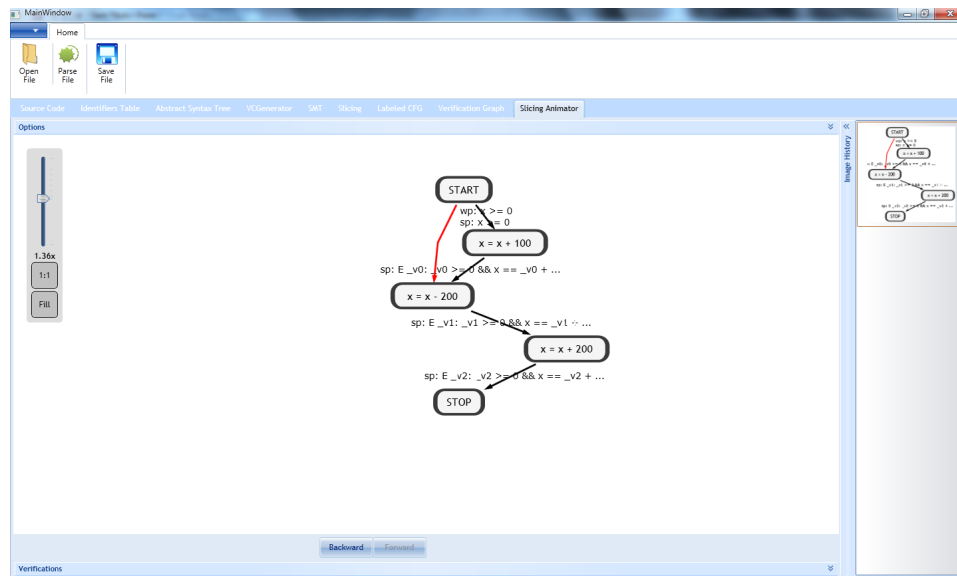 MainWindow
Home
Open File
Parse File
Save File
Source Code Identifiers Table Abstract Syntax Tree VCGenerator SMT Slicing Labeled CFG Verification Graph Slicing Animator
Options
Image History
1.36x
1:1
Fill
START
wp: x >= 0
sp: x >= 0
x = x + 100
sp: E _v0: _v0 >= 0 && x == _v0 + ...
x = x - 200
sp: E _v1: _v1 >= 0 && x == _v1 + ...
x = x + 200
sp: E _v2: _v2 >= 0 && x == _v2 + ...
STOP
START
x = x + 100
x = x - 200
x = x + 200
STOP
Backward Forward
Verifications